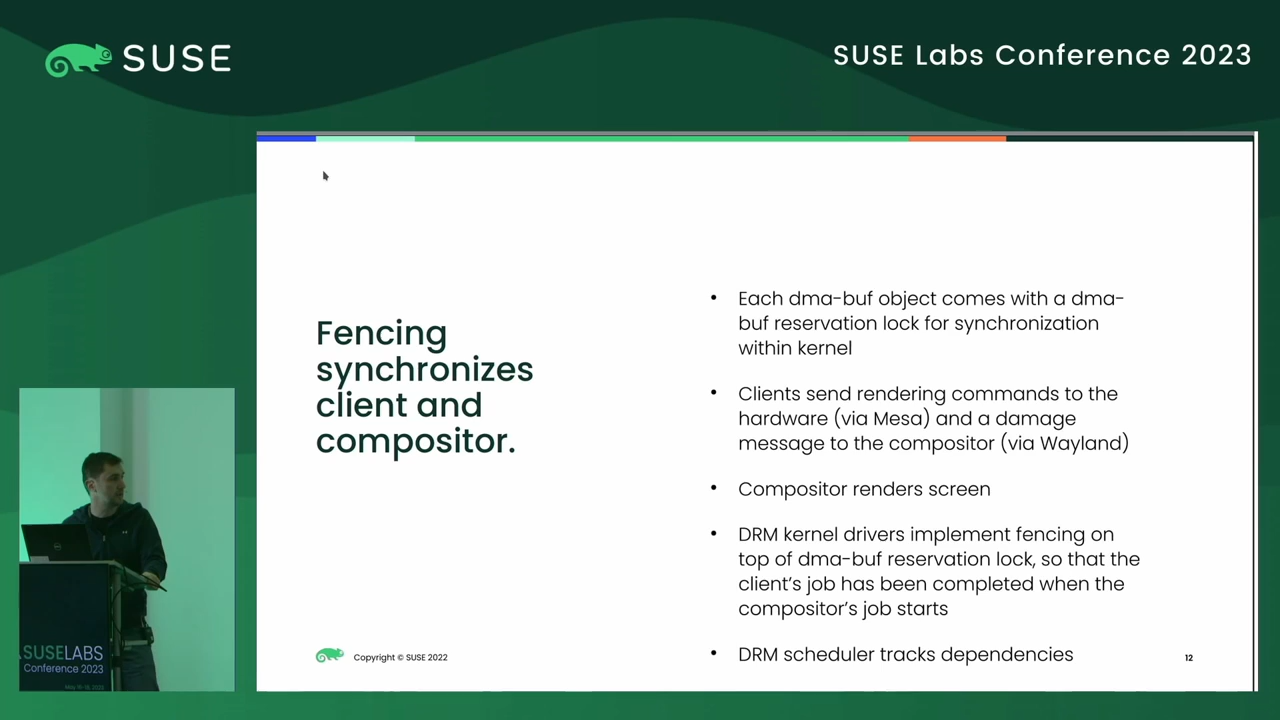 SUSE
SUSE Labs Conference 2023
Fencing
synchronizes
client and
compositor.
• Each dma-buf object comes with a dma-
buf reservation lock for synchronization
within kernel
• Clients send rendering commands to the
hardware (via Mesa) and a damage
message to the compositor (via Wayland)
• Compositor renders screen
• DRM kernel drivers implement fencing on
top of dma-buf reservation lock, so that the
client's job has been completed when the
compositor's job starts
• DRM scheduler tracks dependencies
Copyright © SUSE 2022
12
SUSELABS
Conference 2023